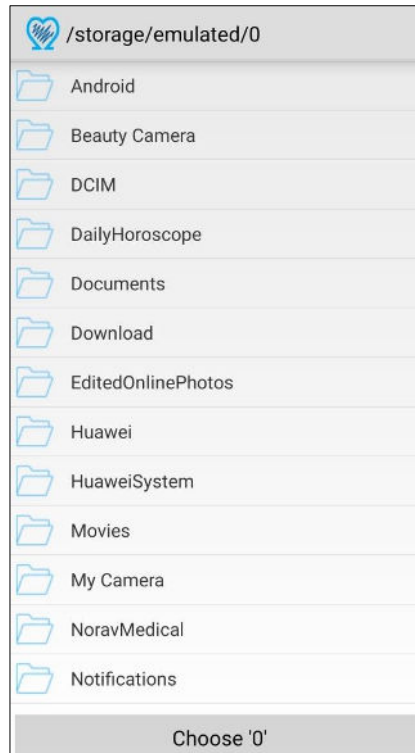 /storage/emulated/0
Android
Beauty Camera
DCIM
DailyHoroscope
Documents
Download
EditedOnlinePhotos
Huawei
HuaweiSystem
Movies
My Camera
NoravMedical
Notifications
Choose '0'